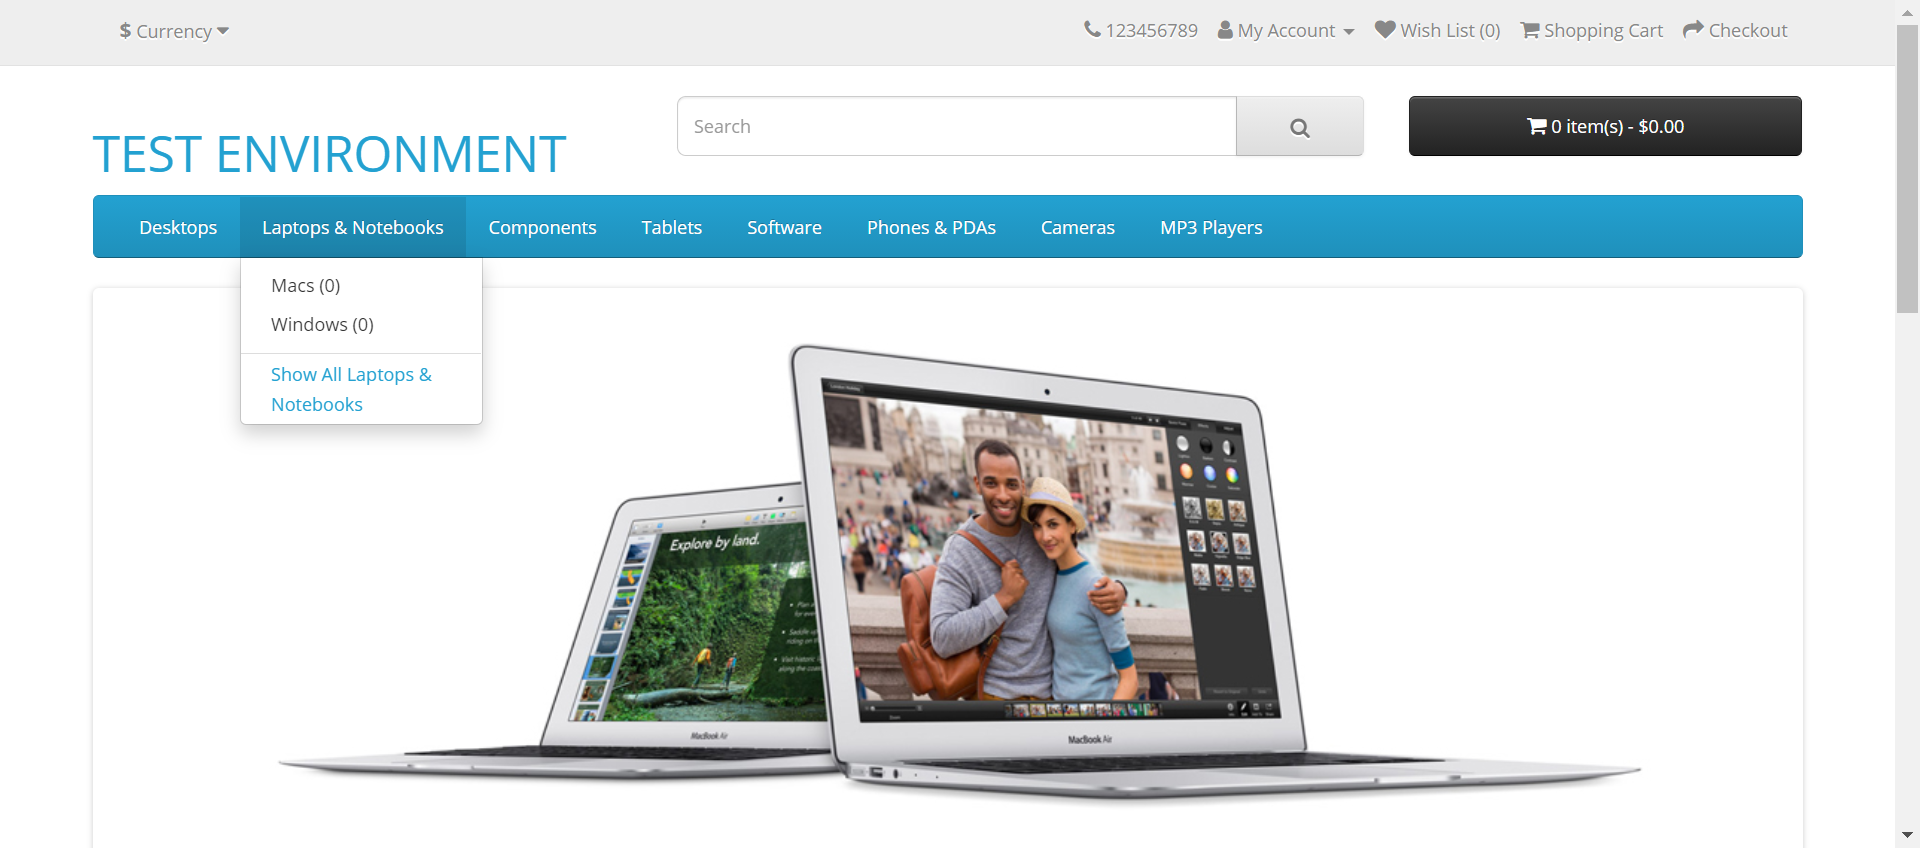 $ Currency
123456789 My Account Wish List (0) Shopping Cart Checkout
TEST ENVIRONMENT
Search
0 item(s) - $0.00
Desktops Laptops & Notebooks Components Tablets Software Phones & PDAs Cameras MP3 Players
Macs (0)
Windows (0)
Show All Laptops &
Notebooks
Explore by land.
MacBook Air
MacBook Air